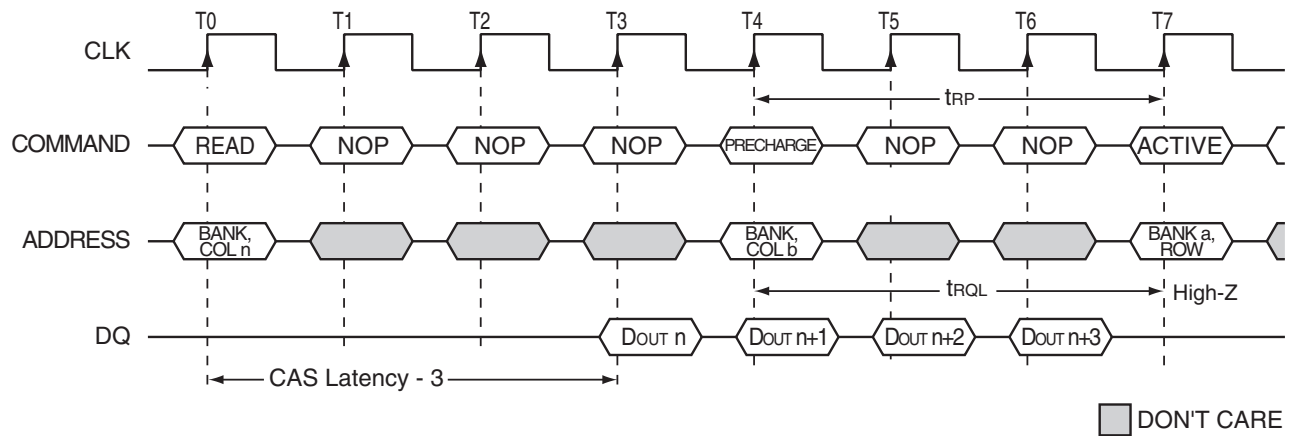 T0 T1 T2 T3 T4 T5 T6 T7
CLK
tRP
COMMAND READ NOP NOP NOP PRECHARGE NOP NOP ACTIVE
ADDRESS BANK, COL n BANK, COL b BANK a, ROW
tRQL High-Z
DQ DOUT n DOUT n+1 DOUT n+2 DOUT n+3
CAS Latency - 3
DON'T CARE